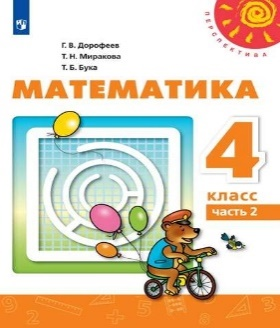 Г. В. Дорофеев
Т. Н. Миракова
Т. Б. Бука
ПЕРСПЕКТИВА
МАТЕМАТИКА
4
КЛАСС
ЧАСТЬ 2